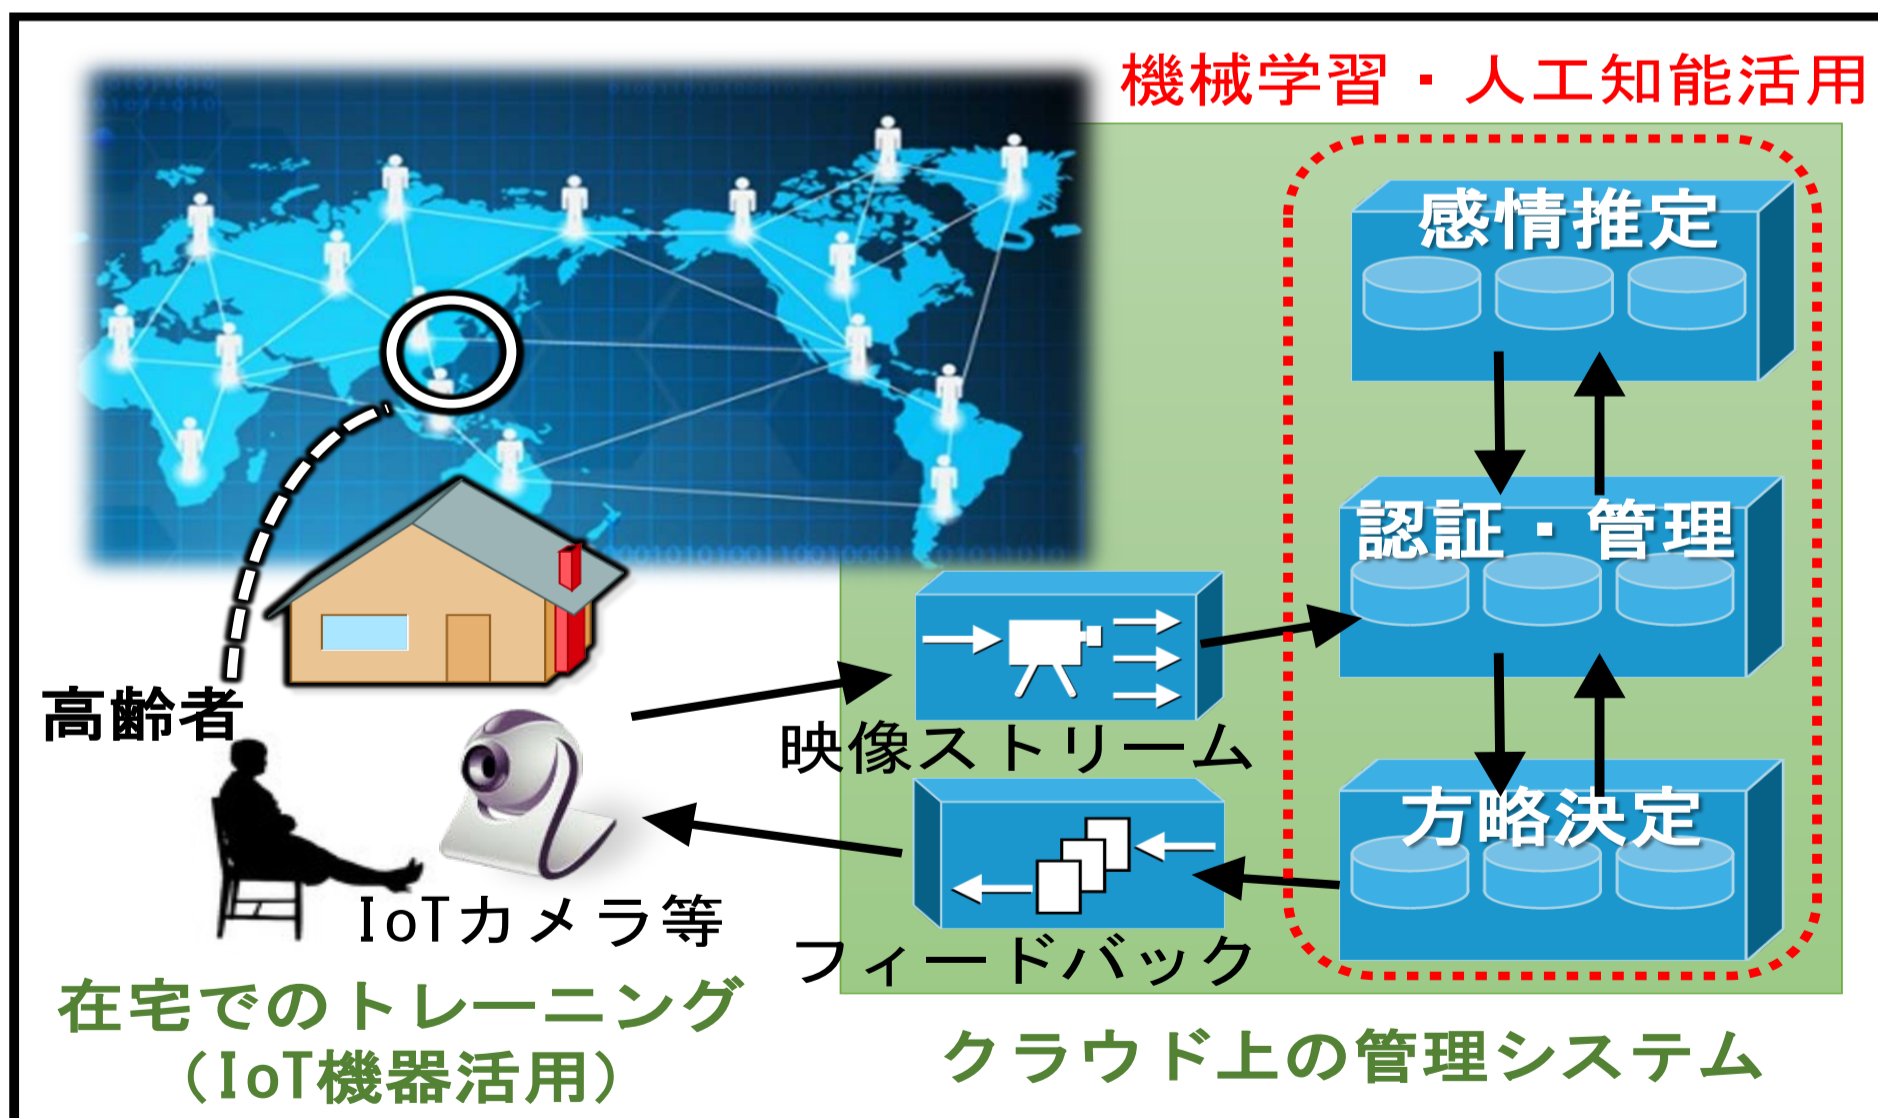 機械学習・人工知能活用
感情推定
認証・管理
高齢者
映像ストリーム
方略決定
IoTカメラ等
フィードバック
在宅でのトレーニング
（IoT機器活用）
クラウド上の管理システム